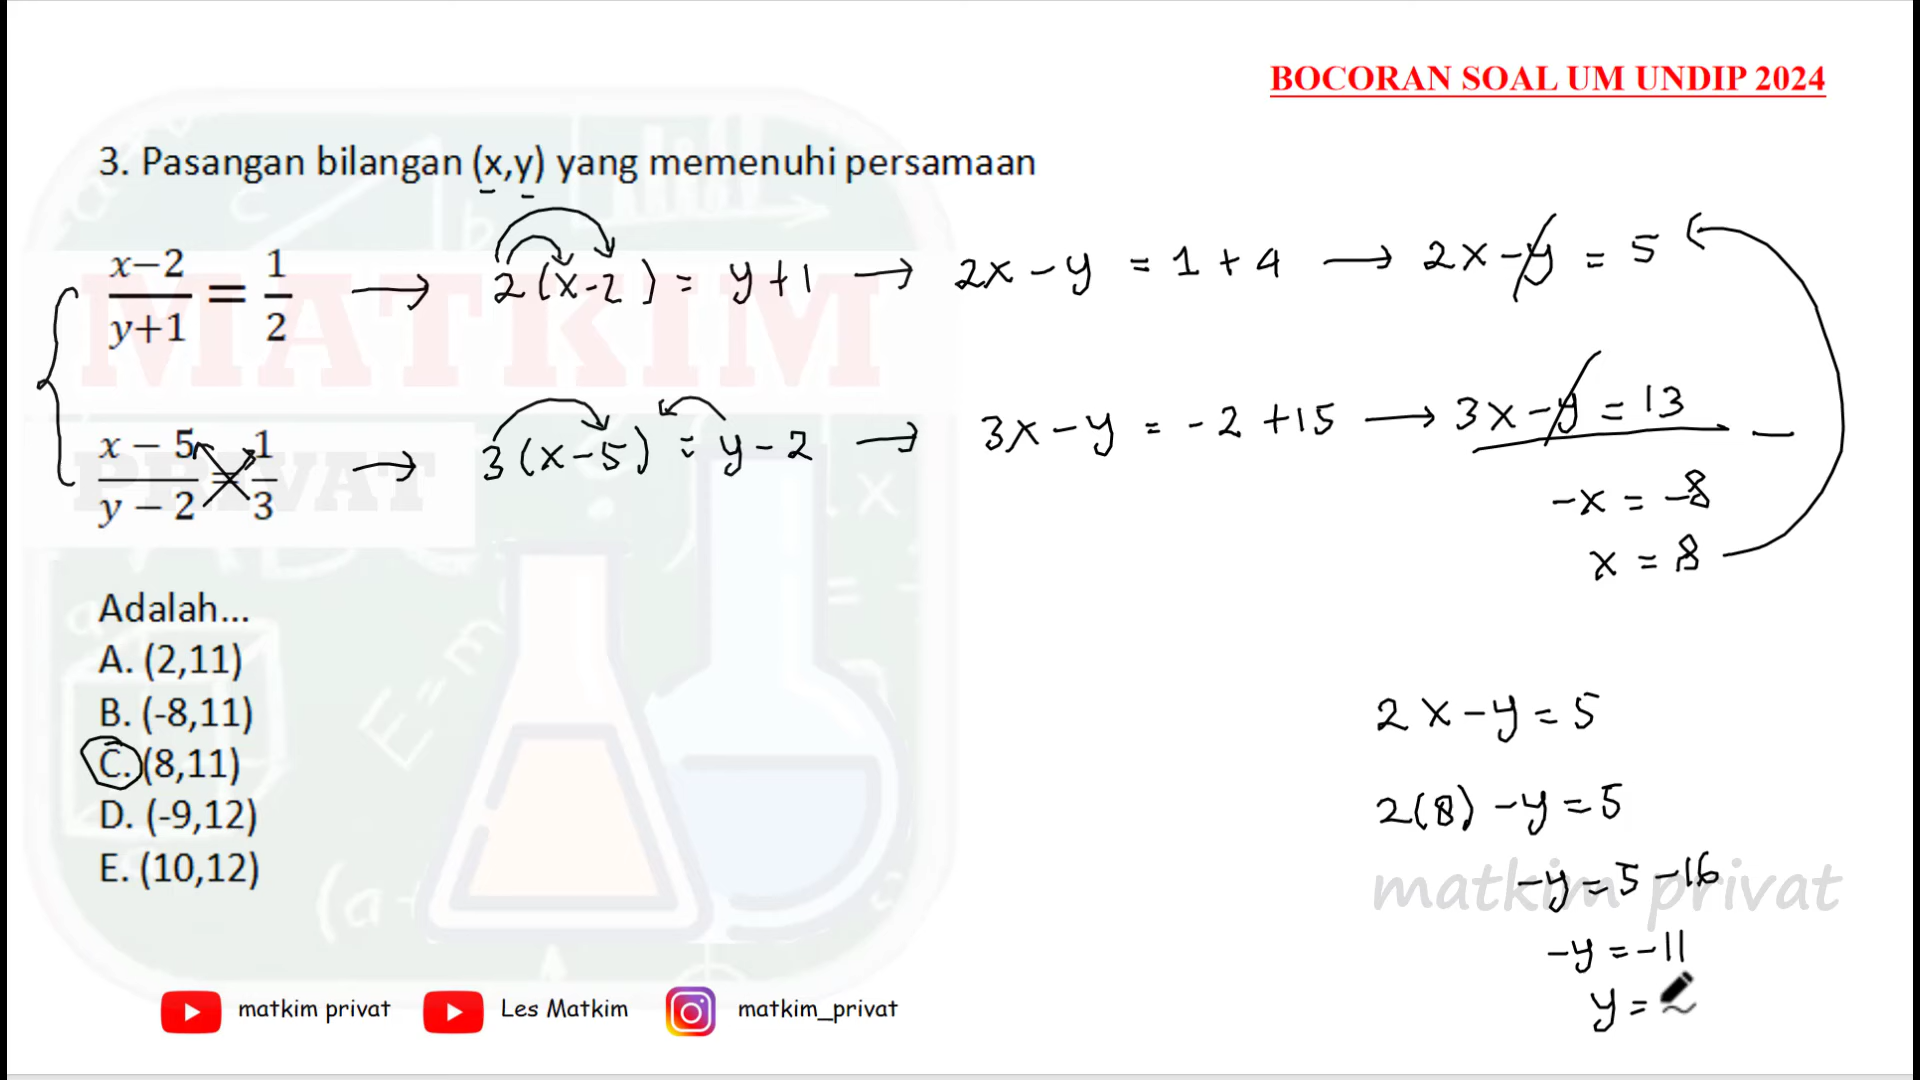 BOCORAN SOAL UM UNDIP 2024
3. Pasangan bilangan (x,y) yang memenuhi persamaan
x−2/y+1 = 1/2 → 2(x-2) = y+1 → 2x-y = 1+4 → 2x-y = 5
x − 5/y − 2 = 1/3 → 3(x-5) = y-2 → 3x-y = -2+15 → 3x-y = 13 −
-x = -8
x = 8
Adalah...
A. (2,11)
B. (-8,11)
C. (8,11)
D. (-9,12)
E. (10,12)
2x-y=5
2(8)-y=5
-y=5-16
-y=-11
y=
MATKIM
PRIVAT
matkim privat
matkim privat
Les Matkim
matkim_privat